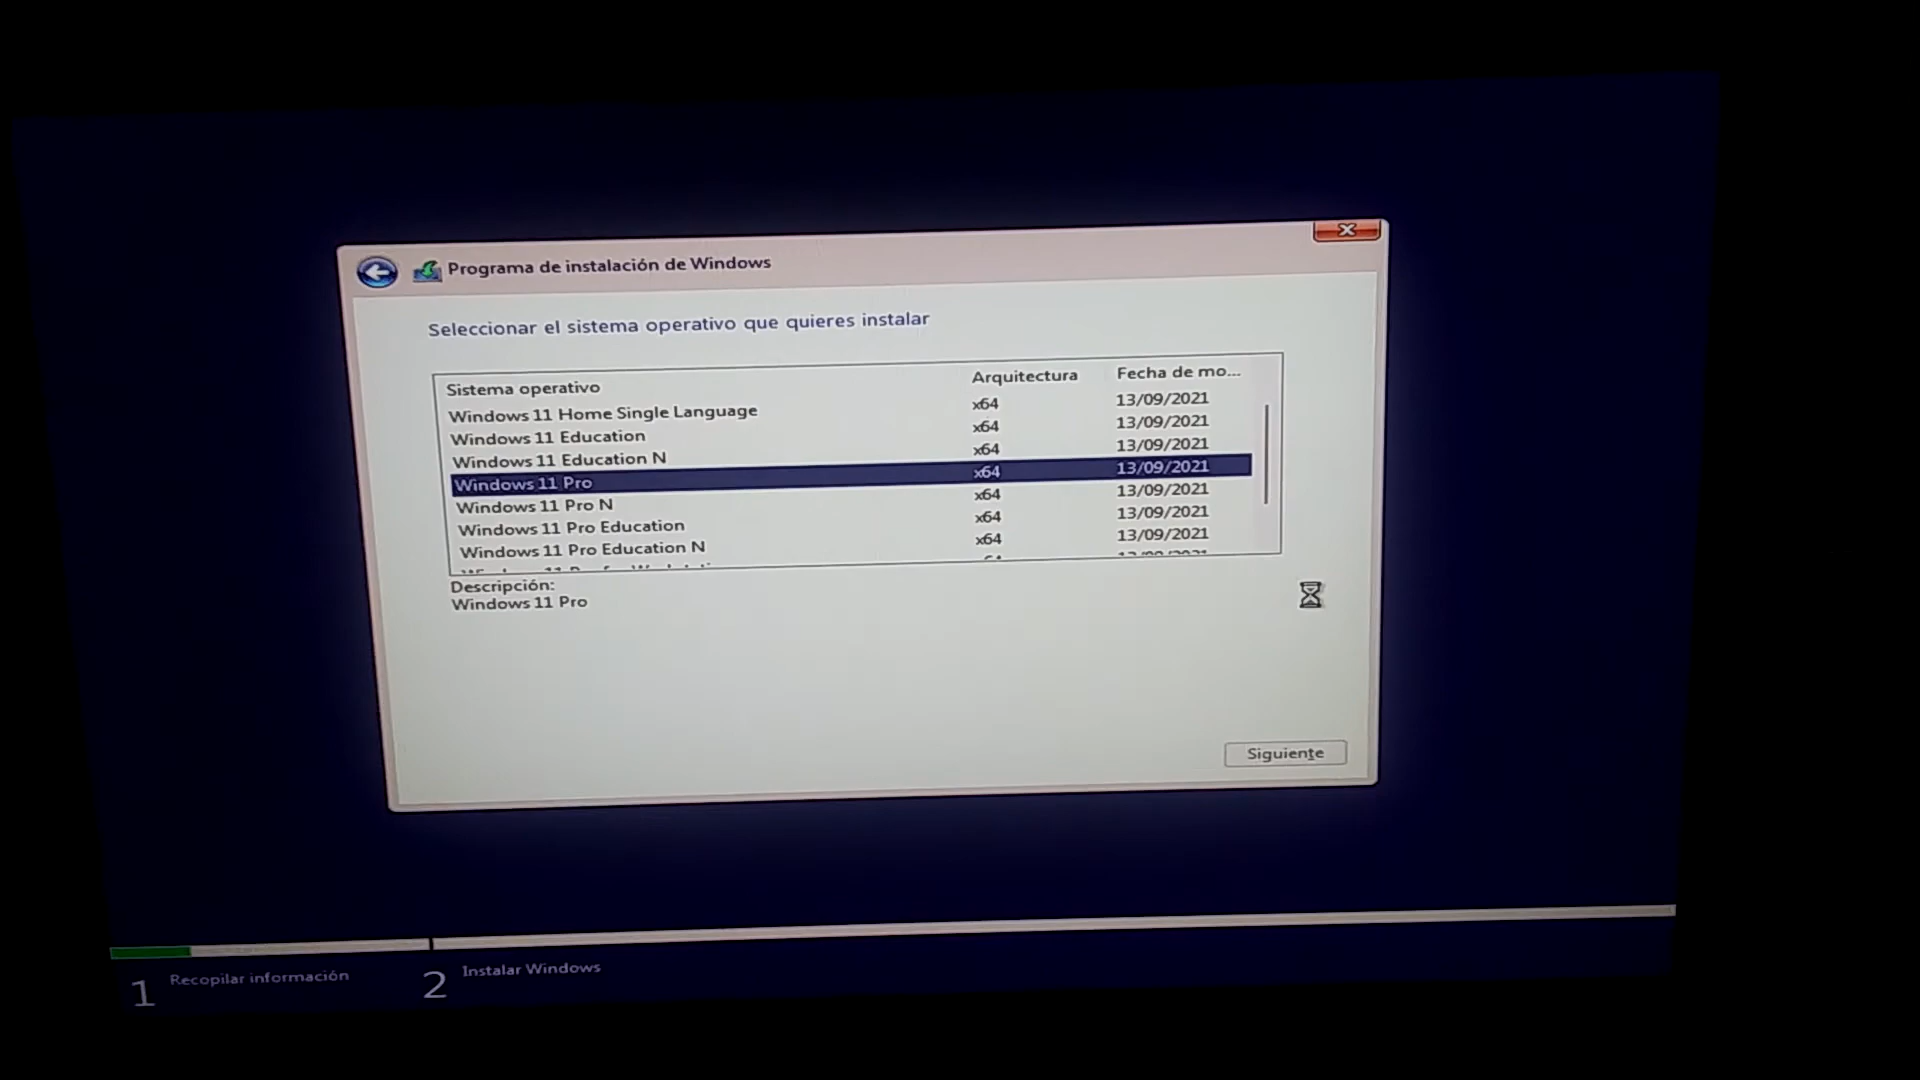 Programa de instalación de Windows
Seleccionar el sistema operativo que quieres instalar
Sistema operativo Arquitectura Fecha de mo...
Windows 11 Home Single Language x64 13/09/2021
Windows 11 Education x64 13/09/2021
Windows 11 Education N x64 13/09/2021
Windows 11 Pro x64 13/09/2021
Windows 11 Pro N x64 13/09/2021
Windows 11 Pro Education x64 13/09/2021
Windows 11 Pro Education N x64 13/09/2021
Descripción:
Windows 11 Pro
Siguiente
1 Recopilar información 2 Instalar Windows